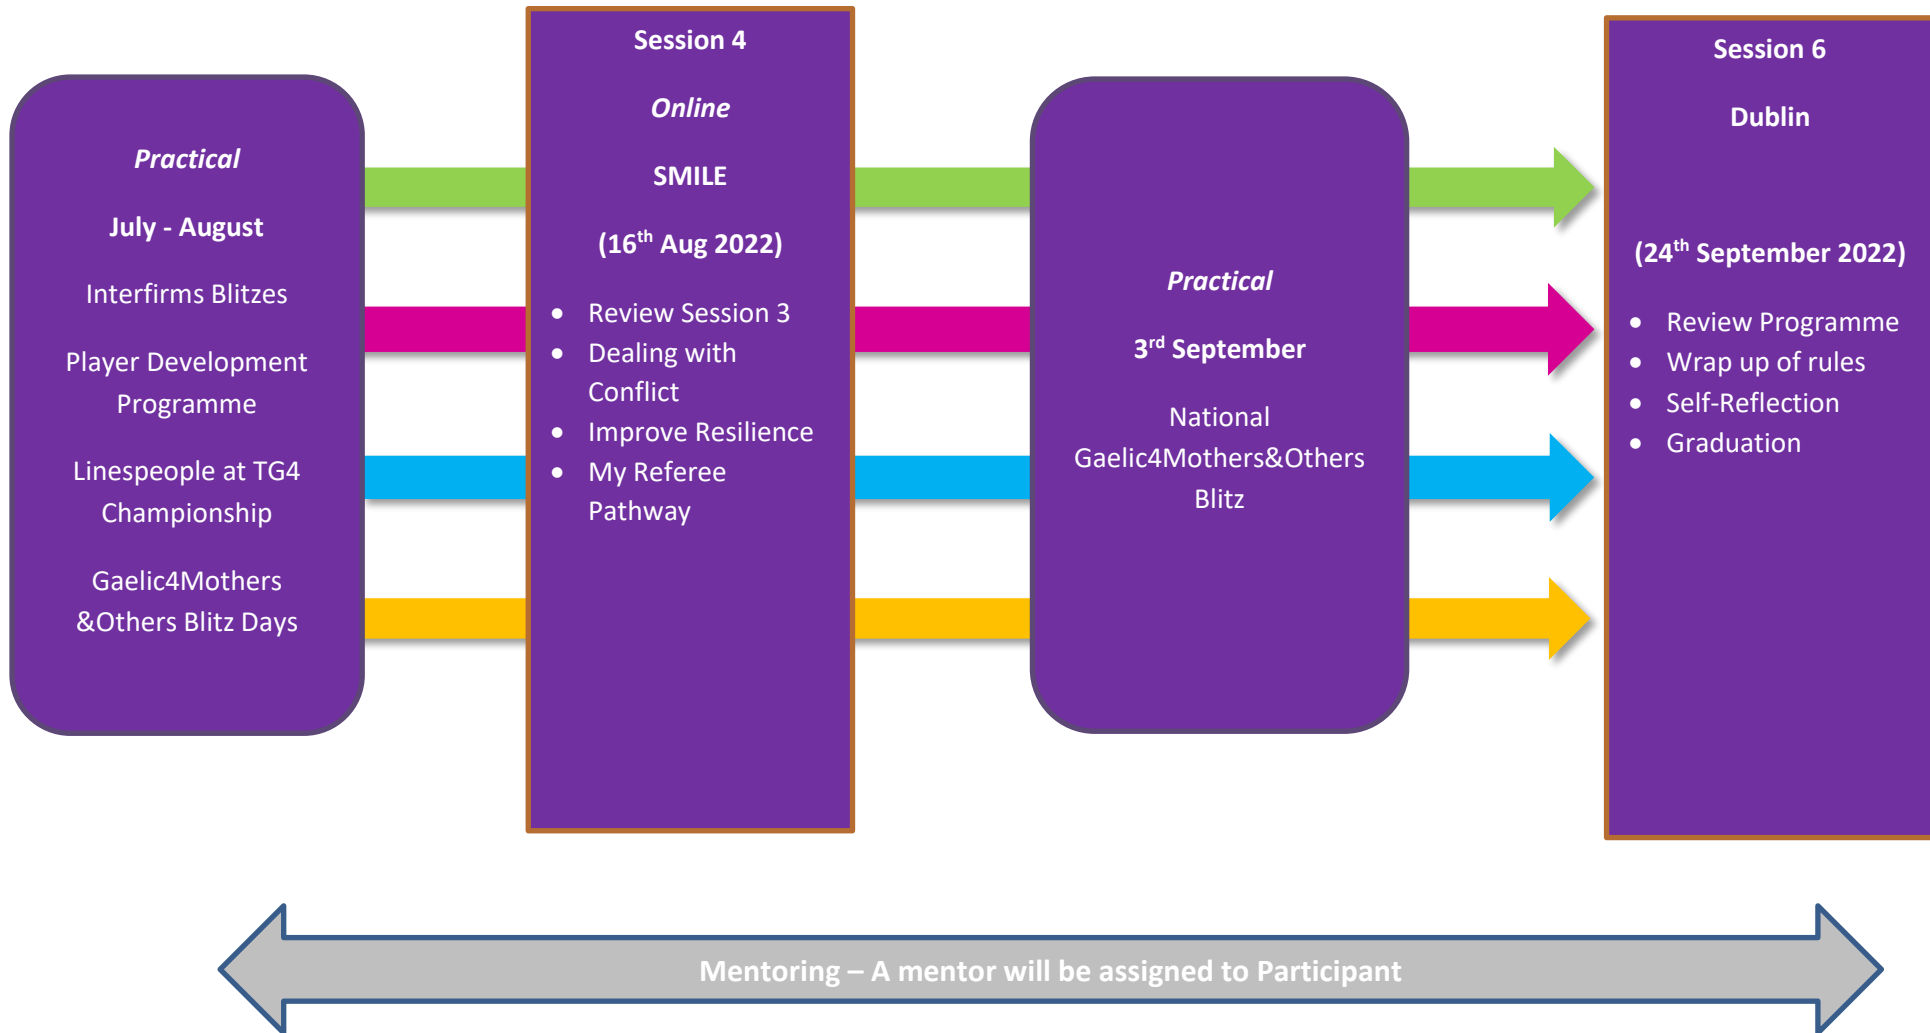 Practical
July - August
Interfirms Blitzes
Player Development
Programme
Linespeople at TG4
Championship
Gaelic4Mothers
&Others Blitz Days
Session 4
Online
SMILE
(16th Aug 2022)
• Review Session 3
• Dealing with
Conflict
• Improve Resilience
• My Referee
Pathway
Practical
3rd September
National
Gaelic4Mothers&Others
Blitz
Session 6
Dublin
(24th September 2022)
• Review Programme
• Wrap up of rules
• Self-Reflection
• Graduation
Mentoring – A mentor will be assigned to Participant